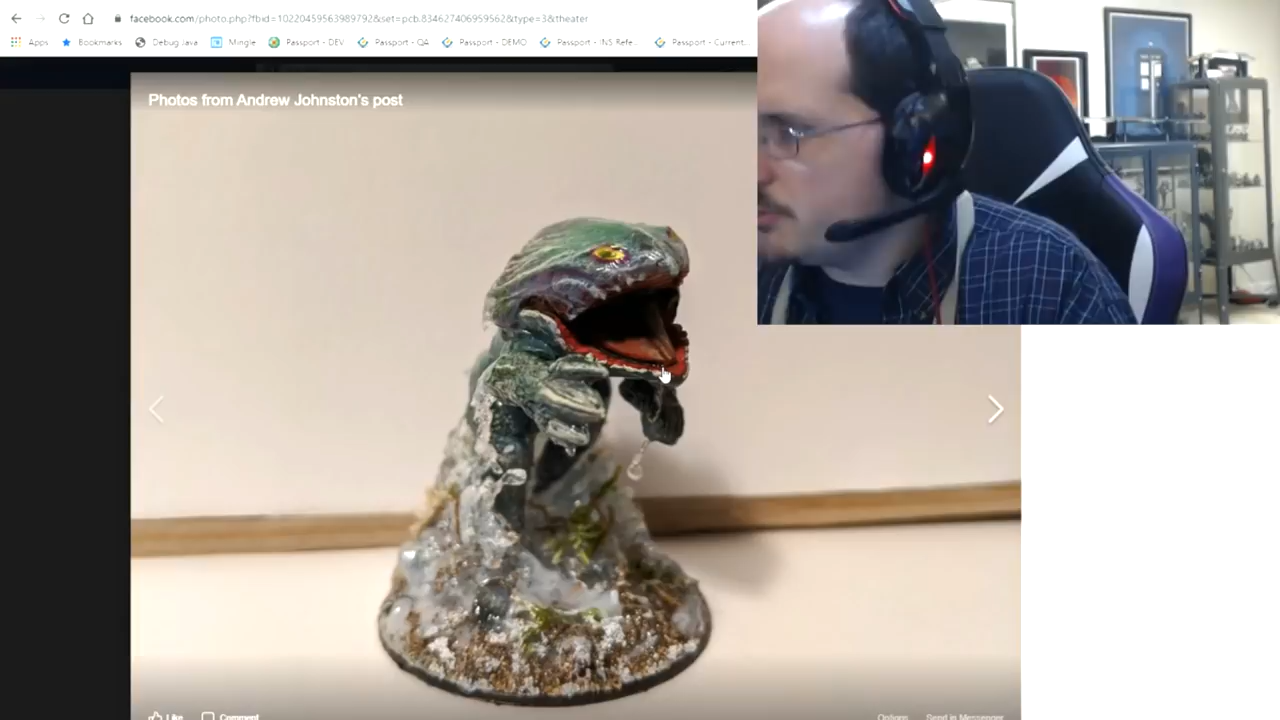 facebook.com/photo.php?fbid=10220459563989792&set=pcb.834627406959562&type=3&theater
Apps Bookmarks Debug Java Mingle Passport - DEV Passport - QA Passport - DEMO Passport - INS Refe... Passport - Current...
Photos from Andrew Johnston's post
Like Comment Options Send in Messenger